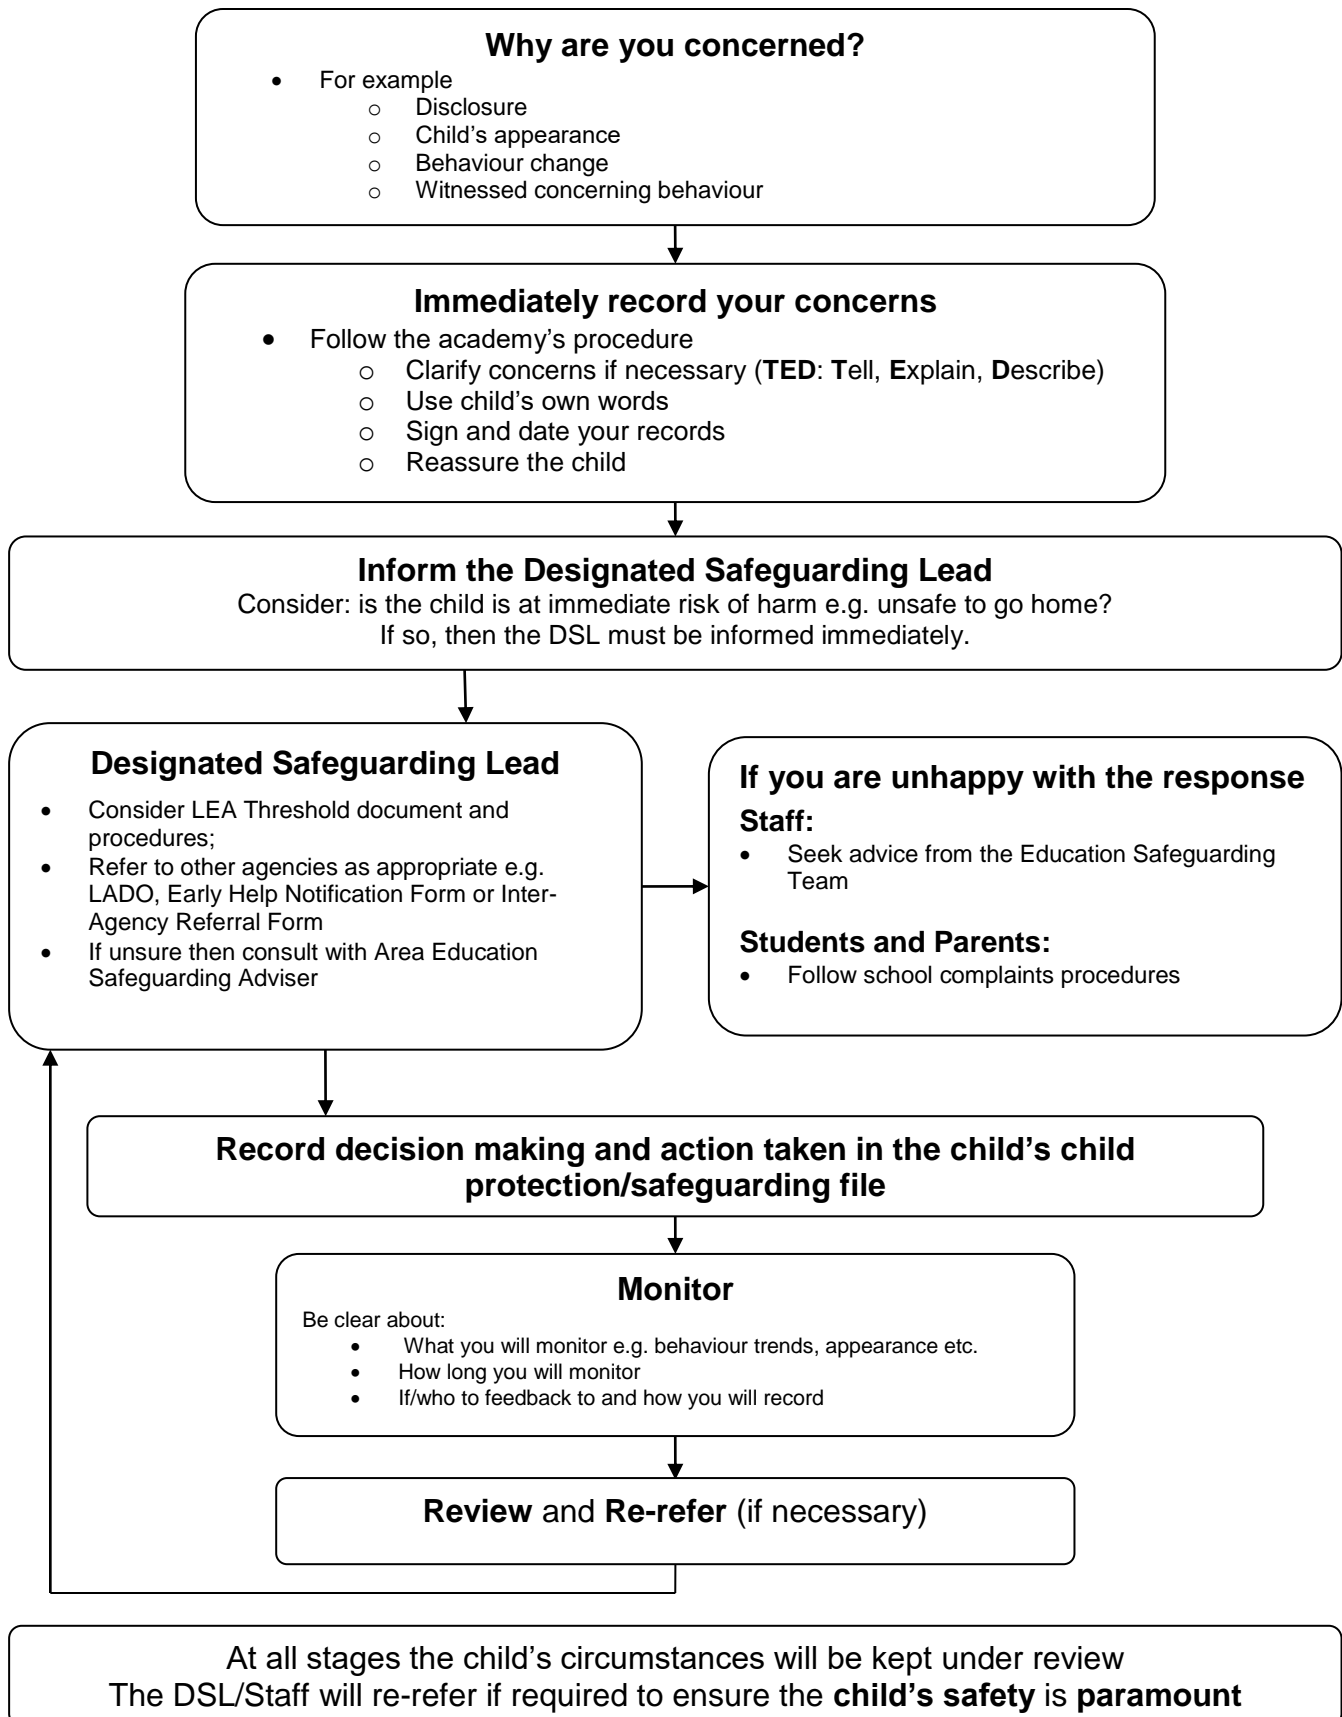 Why are you concerned?
• For example
o Disclosure
o Child’s appearance
o Behaviour change
o Witnessed concerning behaviour
Immediately record your concerns
• Follow the academy’s procedure
o Clarify concerns if necessary (TED: Tell, Explain, Describe)
o Use child’s own words
o Sign and date your records
o Reassure the child
Inform the Designated Safeguarding Lead
Consider: is the child is at immediate risk of harm e.g. unsafe to go home?
If so, then the DSL must be informed immediately.
Designated Safeguarding Lead
• Consider LEA Threshold document and
procedures;
• Refer to other agencies as appropriate e.g.
LADO, Early Help Notification Form or Inter-
Agency Referral Form
• If unsure then consult with Area Education
Safeguarding Adviser
If you are unhappy with the response
Staff:
• Seek advice from the Education Safeguarding
Team
Students and Parents:
• Follow school complaints procedures
Record decision making and action taken in the child’s child
protection/safeguarding file
Monitor
Be clear about:
• What you will monitor e.g. behaviour trends, appearance etc.
• How long you will monitor
• If/who to feedback to and how you will record
Review and Re-refer (if necessary)
At all stages the child’s circumstances will be kept under review
The DSL/Staff will re-refer if required to ensure the child’s safety is paramount